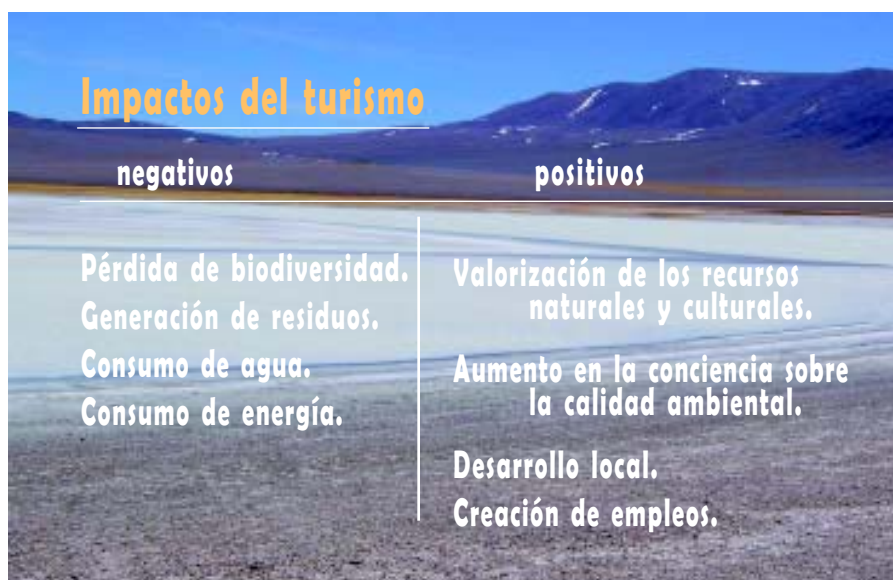 Impactos del turismo
negativos
positivos
Pérdida de biodiversidad.
Generación de residuos.
Consumo de agua.
Consumo de energía.
Valorización de los recursos
naturales y culturales.
Aumento en la conciencia sobre
la calidad ambiental.
Desarrollo local.
Creación de empleos.